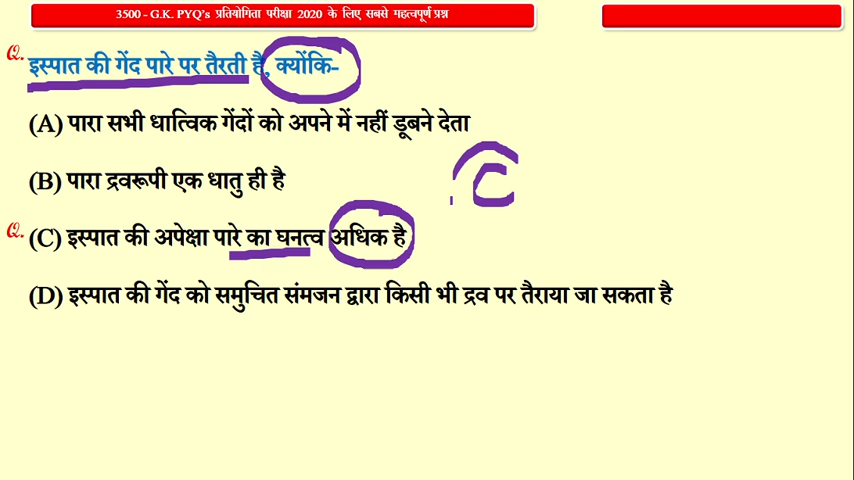 3500 - G.K. PYQ's प्रतियोगिता परीक्षा 2020 के लिए सबसे महत्वपूर्ण प्रश्न
Q. इस्पात की गेंद पारे पर तैरती है, क्योंकि-
(A) पारा सभी धात्विक गेंदों को अपने में नहीं डूबने देता
(B) पारा द्रवरूपी एक धातु ही है
C
Q. (C) इस्पात की अपेक्षा पारे का घनत्व अधिक है
(D) इस्पात की गेंद को समुचित संमजन द्वारा किसी भी द्रव पर तैराया जा सकता है